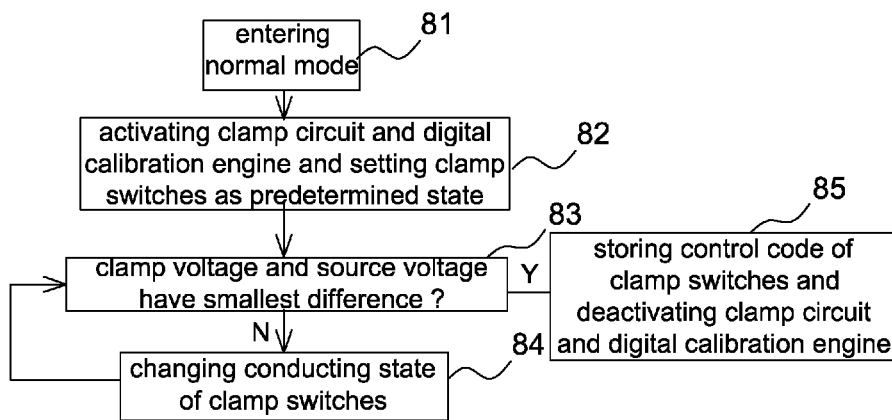 81
entering
normal mode
activating clamp circuit and digital
calibration engine and setting clamp
switches as predetermined state
82
83
clamp voltage and source voltage
have smallest difference ?
Y
85
storing control code of
clamp switches and
deactivating clamp circuit
and digital calibration engine
N
84
changing conducting state
of clamp switches